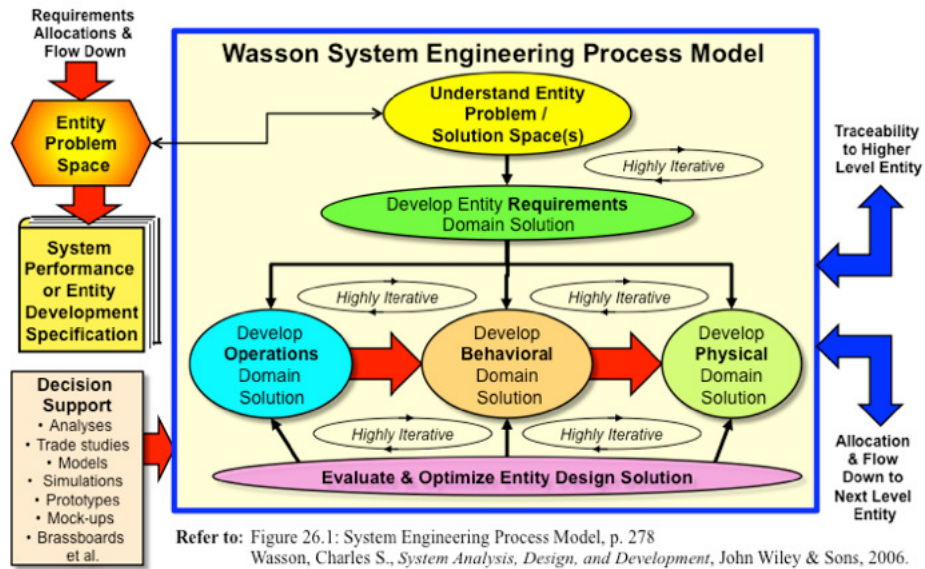 Requirements
Allocations &
Flow Down
Entity
Problem
Space
System
Performance
or Entity
Development
Specification
Decision
Support
• Analyses
• Trade studies
• Models
• Simulations
• Prototypes
• Mock-ups
• Brassboards
et al.
Wasson System Engineering Process Model
Understand Entity
Problem /
Solution Space(s)
Highly Iterative
Develop Entity Requirements
Domain Solution
Highly Iterative
Highly Iterative
Develop
Operations
Domain
Solution
Develop
Behavioral
Domain
Solution
Develop
Physical
Domain
Solution
Highly Iterative
Highly Iterative
Evaluate & Optimize Entity Design Solution
Traceability
to Higher
Level Entity
Allocation
& Flow
Down to
Next Level
Entity
Refer to: Figure 26.1: System Engineering Process Model, p. 278
Wasson, Charles S., System Analysis, Design, and Development, John Wiley & Sons, 2006.